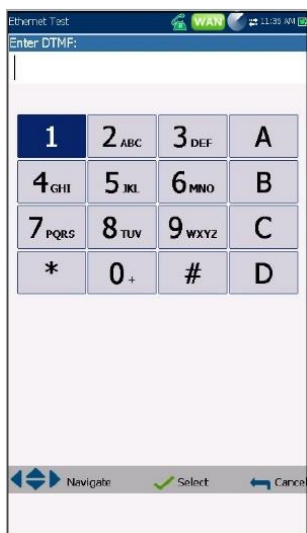 Ethernet Test WAN 11:35 AM
Enter DTMF:
1 2 ABC 3 DEF A
4 GHI 5 JKL 6 MNO B
7 PQRS 8 TUV 9 WXYZ C
* 0 + # D
Navigate Select Cancel